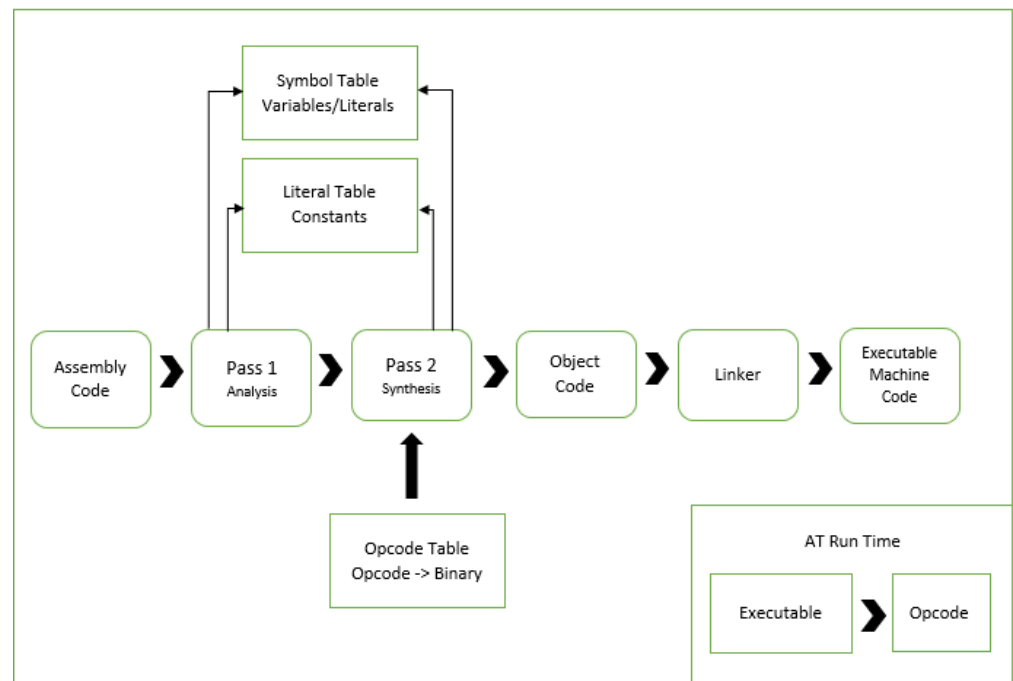 Symbol Table
Variables/Literals
Literal Table
Constants
Assembly
Code
Pass 1
Analysis
Pass 2
Synthesis
Object
Code
Linker
Executable
Machine
Code
Opcode Table
Opcode -> Binary
AT Run Time
Executable
Opcode